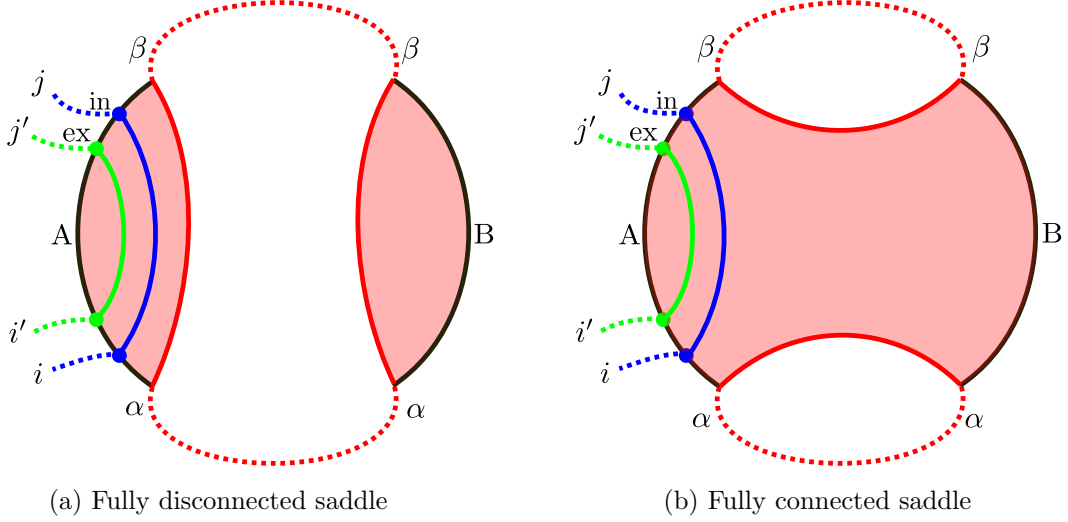 β β β β
j in j in
j′ ex j′ ex
A B A B
i′ i′
i i
α α α α
(a) Fully disconnected saddle
(b) Fully connected saddle